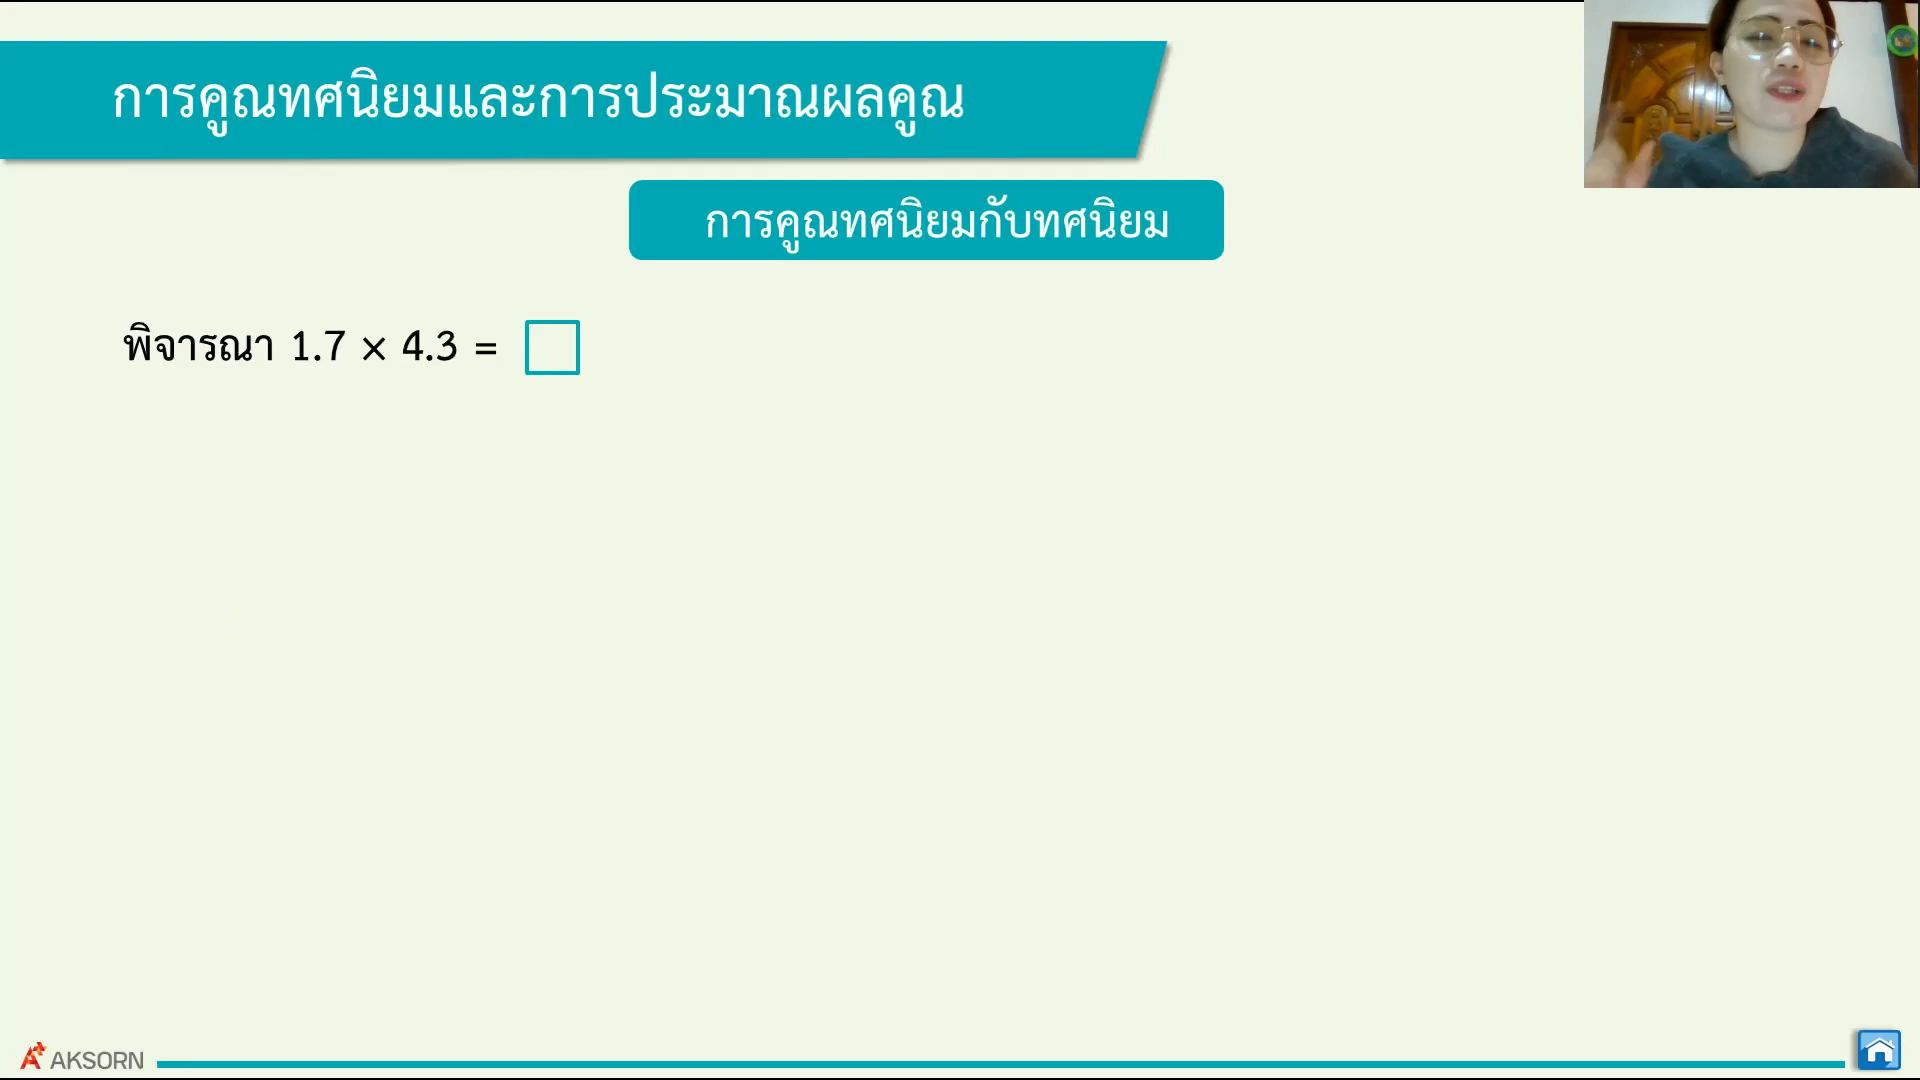 การคูณทศนิยมและการประมาณผลคูณ
การคูณทศนิยมกับทศนิยม
พิจารณา 1.7 × 4.3 =
AKSORN